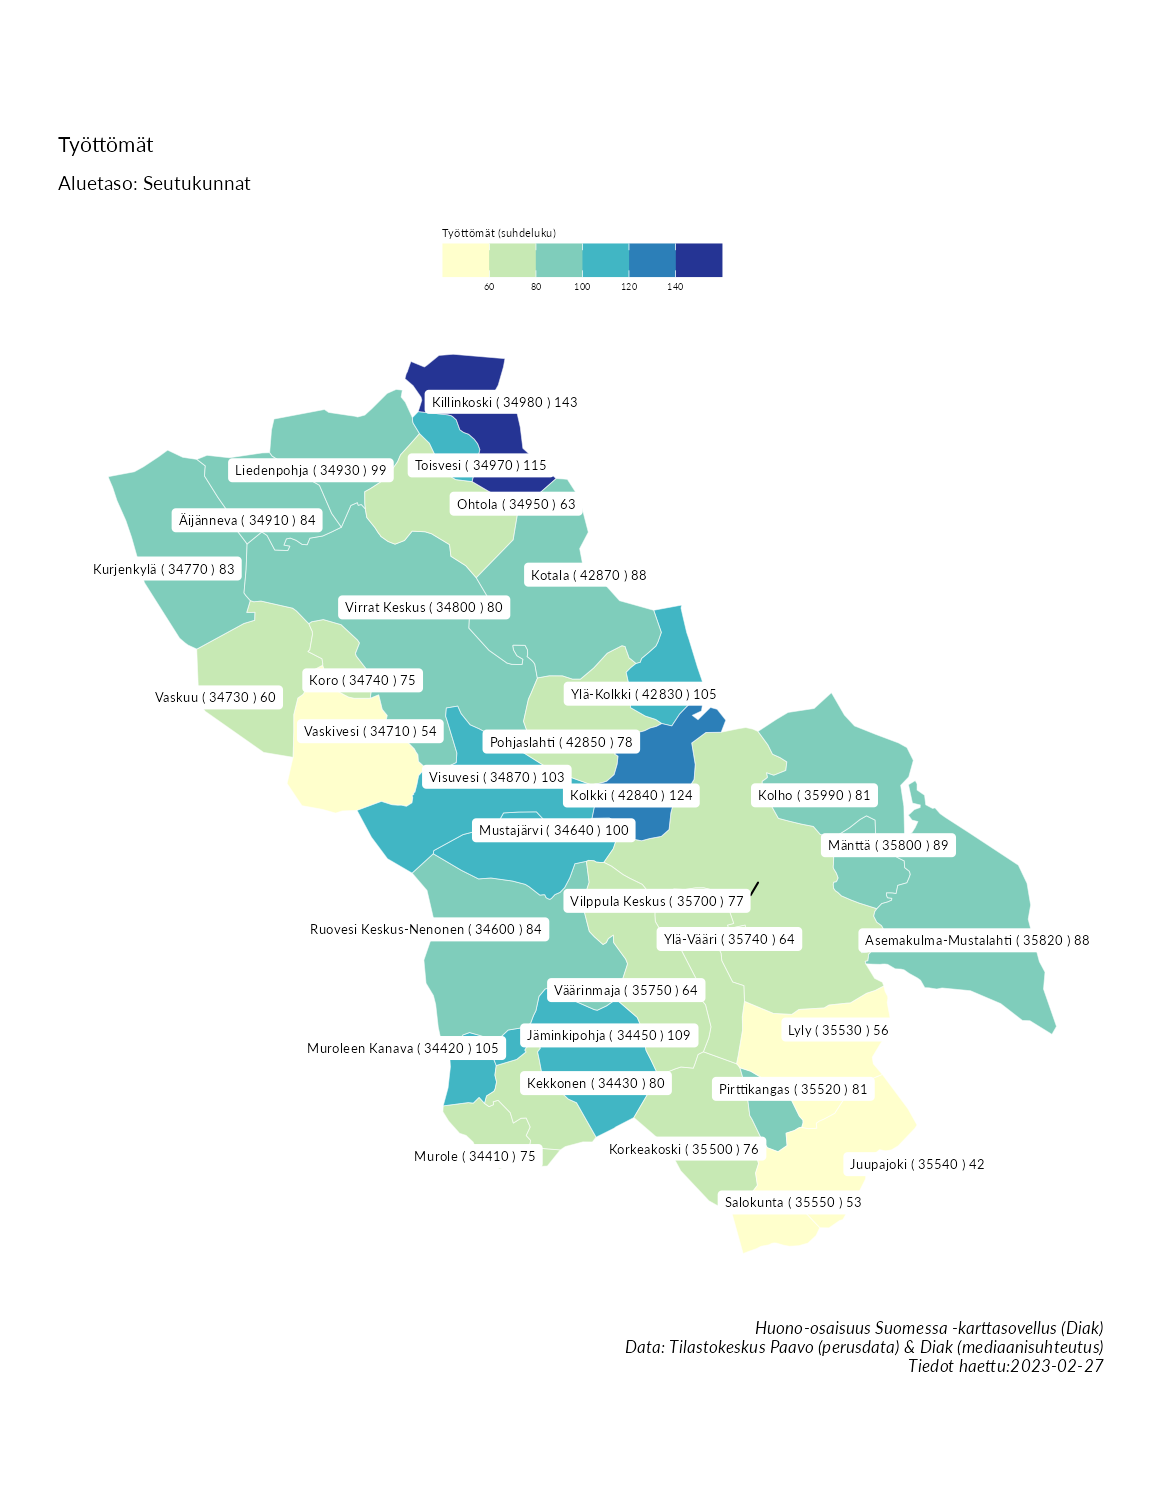 Työttömät
Aluetaso: Seutukunnat
Työttömät (suhdeluku)
60 80 100 120 140
Killinkoski ( 34980 ) 143
Toisvesi ( 34970 ) 115
Liedenpohja ( 34930 ) 99
Ohtola ( 34950 ) 63
Äijänneva ( 34910 ) 84
Kurjenkylä ( 34770 ) 83
Kotala ( 42870 ) 88
Virrat Keskus ( 34800 ) 80
Koro ( 34740 ) 75
Vaskuu ( 34730 ) 60
Ylä-Kolkki ( 42830 ) 105
Vaskivesi ( 34710 ) 54
Pohjaslahti ( 42850 ) 78
Visuvesi ( 34870 ) 103
Kolkki ( 42840 ) 124
Kolho ( 35990 ) 81
Mustajärvi ( 34640 ) 100
Mänttä ( 35800 ) 89
Vilppula Keskus ( 35700 ) 77
Ruovesi Keskus-Nenonen ( 34600 ) 84
Ylä-Vääri ( 35740 ) 64
Asemakulma-Mustalahti ( 35820 ) 88
Väärinmaja ( 35750 ) 64
Lyly ( 35530 ) 56
Jäminkipohja ( 34450 ) 109
Muroleen Kanava ( 34420 ) 105
Kekkonen ( 34430 ) 80
Pirttikangas ( 35520 ) 81
Korkeakoski ( 35500 ) 76
Murole ( 34410 ) 75
Juupajoki ( 35540 ) 42
Salokunta ( 35550 ) 53
Huono-osaisuus Suomessa -karttasovellus (Diak)
Data: Tilastokeskus Paavo (perusdata) & Diak (mediaanisuhteutus)
Tiedot haettu:2023-02-27